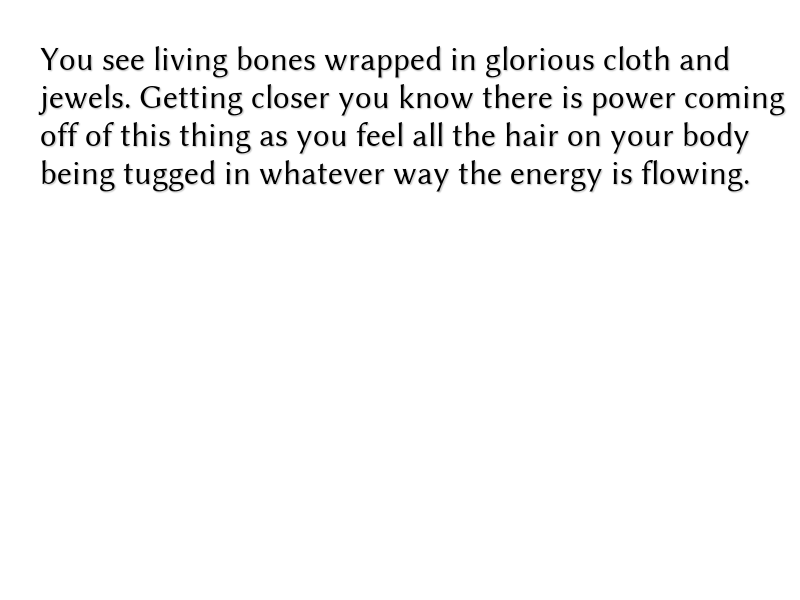 You see living bones wrapped in glorious cloth and
jewels. Getting closer you know there is power coming
off of this thing as you feel all the hair on your body
being tugged in whatever way the energy is flowing.